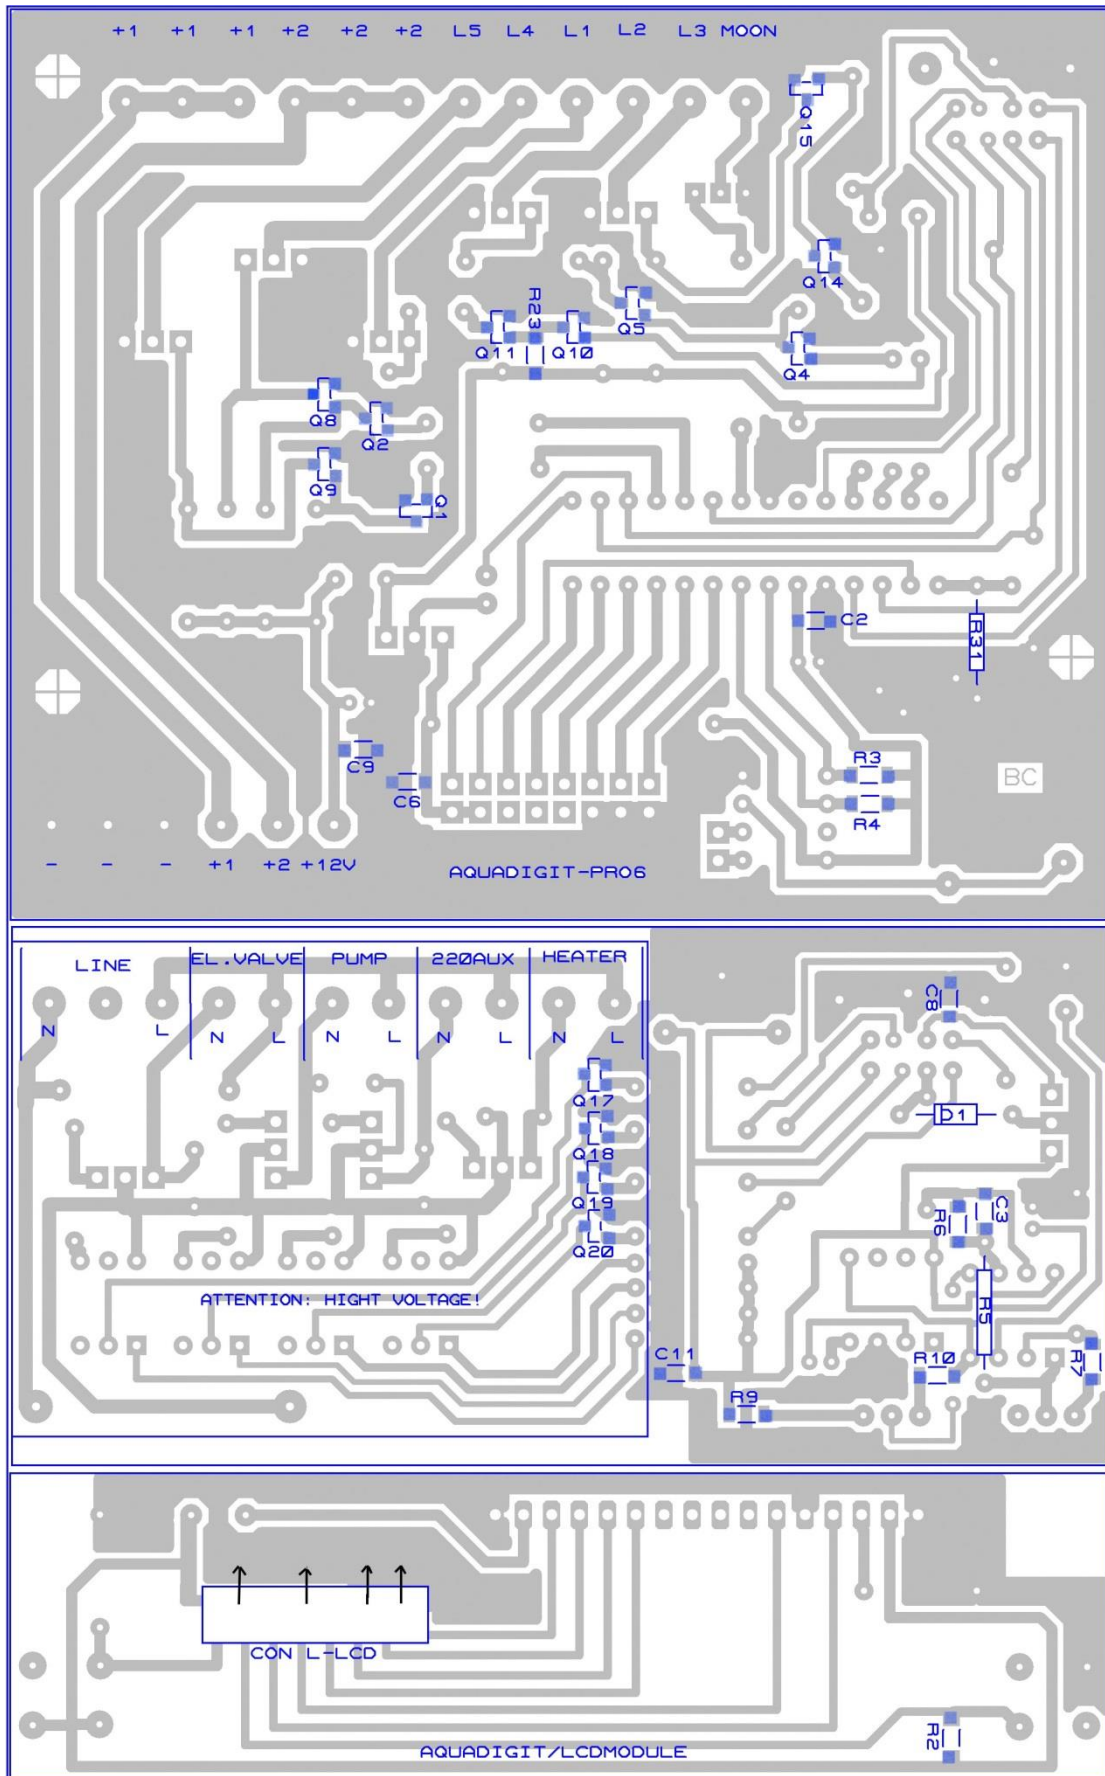 +1 +1 +1 +2 +2 +2 L5 L4 L1 L2 L3 MOON
Q15
Q14
R23
Q5
Q11
Q10
Q4
Q8
Q2
Q9
Q1
C2
R31
C9
R3
BC
C6
R4
- - - +1 +2 +12V
AQUADIGIT-PRO6
LINE EL.VALVE PUMP 220AUX HEATER
N L N L N L N L N L
C8
Q17
D1
Q18
Q19
R6
C3
Q20
ATTENTION: HIGHT VOLTAGE!
R5
C11
R10
R7
R9
CON L-LCD
R2
AQUADIGIT/LCDMODULE